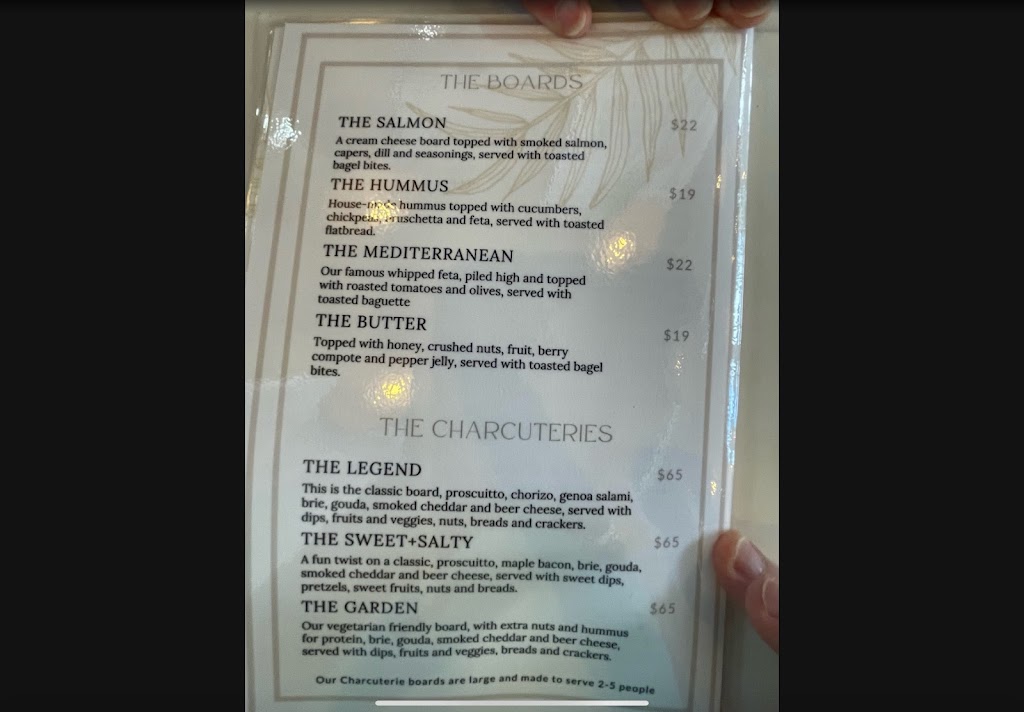 THE BOARDS
THE SALMON $22
A cream cheese board topped with smoked salmon,
capers, dill and seasonings, served with toasted
bagel bites.
THE HUMMUS $19
House-made hummus topped with cucumbers,
chickpeas, bruschetta and feta, served with toasted
flatbread.
THE MEDITERRANEAN $22
Our famous whipped feta, piled high and topped
with roasted tomatoes and olives, served with
toasted baguette
THE BUTTER $19
Topped with honey, crushed nuts, fruit, berry
compote and pepper jelly, served with toasted bagel
bites.
THE CHARCUTERIES
THE LEGEND $65
This is the classic board, proscuitto, chorizo, genoa salami,
brie, gouda, smoked cheddar and beer cheese, served with
dips, fruits and veggies, nuts, breads and crackers.
THE SWEET+SALTY $65
A fun twist on a classic, proscuitto, maple bacon, brie, gouda,
smoked cheddar and beer cheese, served with sweet dips,
pretzels, sweet fruits, nuts and breads.
THE GARDEN $65
Our vegetarian friendly board, with extra nuts and hummus
for protein, brie, gouda, smoked cheddar and beer cheese,
served with dips, fruits and veggies, breads and crackers.
Our Charcuterie boards are large and made to serve 2-5 people